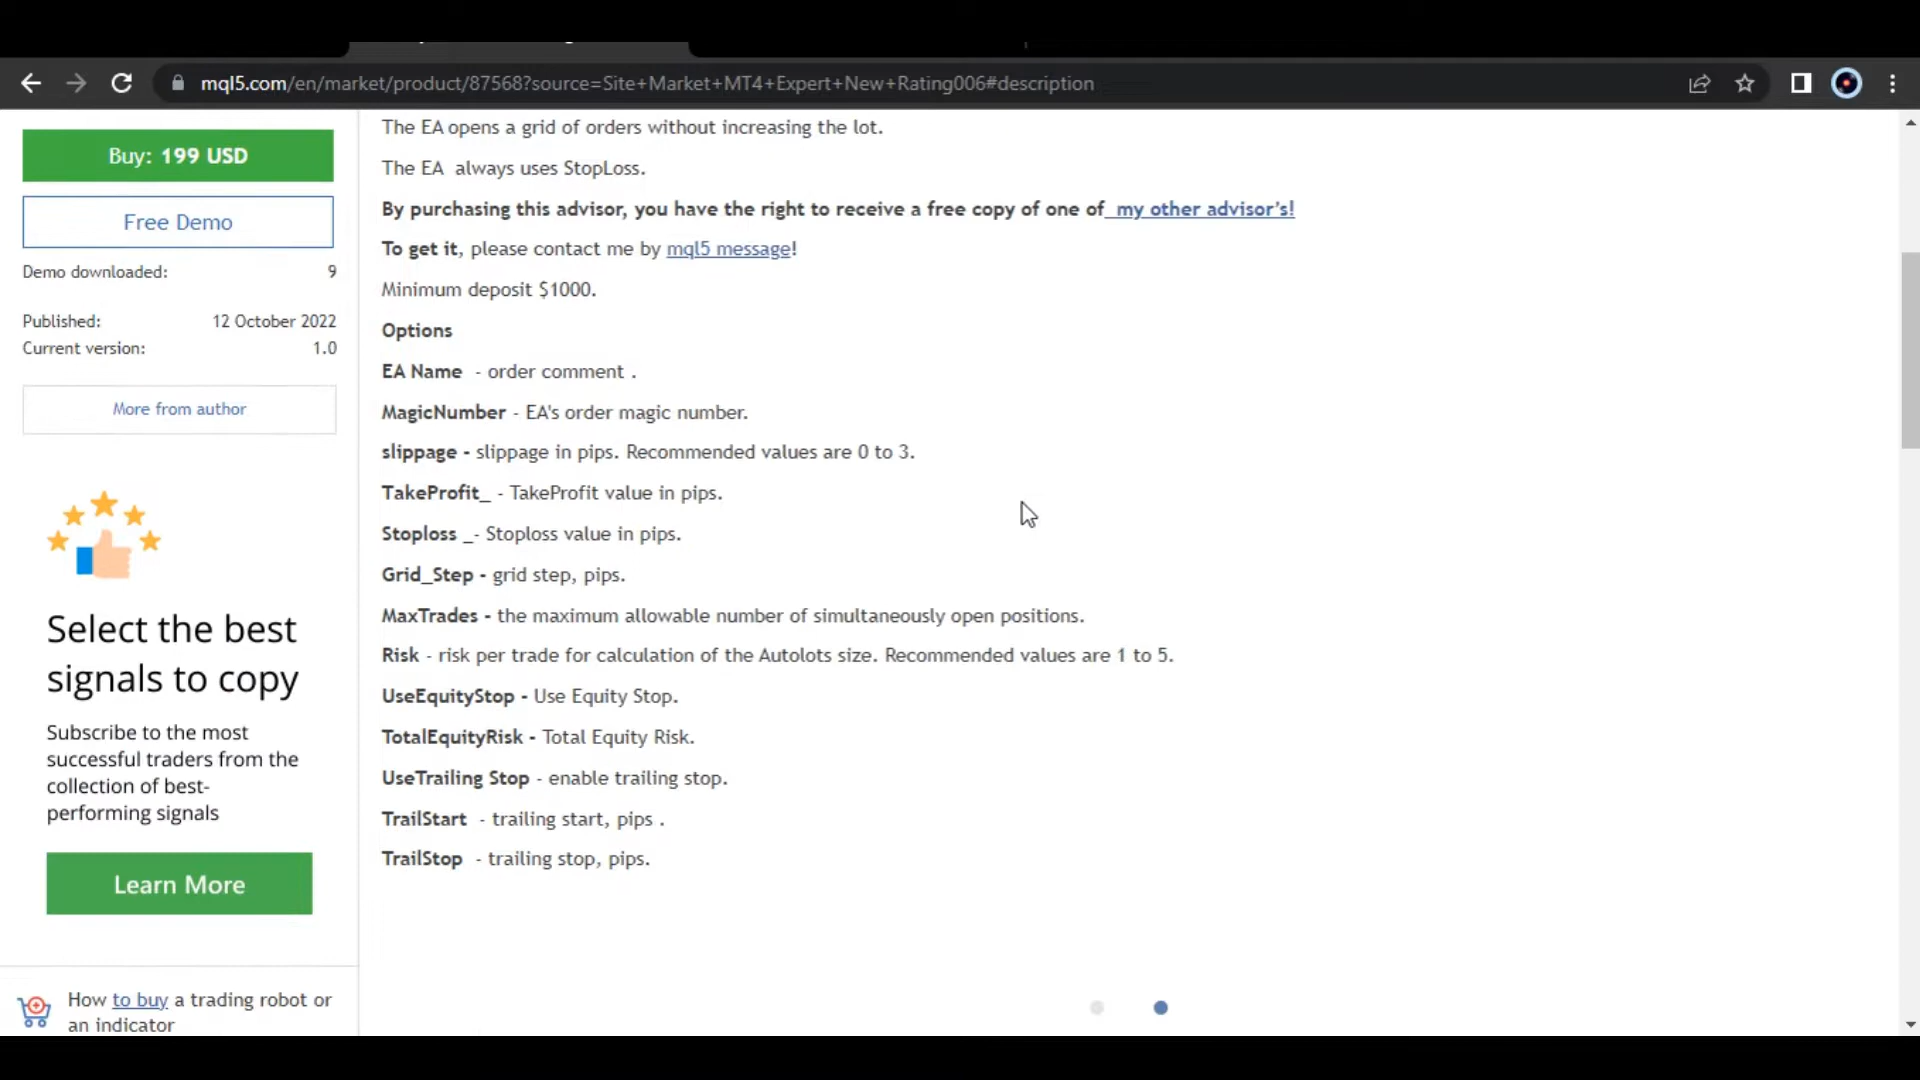 mql5.com/en/market/product/87568?source=Site+Market+MT4+Expert+New+Rating006#description
Buy: 199 USD
Free Demo
Demo downloaded: 9
Published: 12 October 2022
Current version: 1.0
More from author
Select the best
signals to copy
Subscribe to the most
successful traders from the
collection of best-
performing signals
Learn More
How to buy a trading robot or
an indicator
The EA opens a grid of orders without increasing the lot.
The EA always uses StopLoss.
By purchasing this advisor, you have the right to receive a free copy of one of my other advisor's!
To get it, please contact me by mql5 message!
Minimum deposit $1000.
Options
EA Name - order comment .
MagicNumber - EA's order magic number.
slippage - slippage in pips. Recommended values are 0 to 3.
TakeProfit_ - TakeProfit value in pips.
Stoploss _- Stoploss value in pips.
Grid_Step - grid step, pips.
MaxTrades - the maximum allowable number of simultaneously open positions.
Risk - risk per trade for calculation of the Autolots size. Recommended values are 1 to 5.
UseEquityStop - Use Equity Stop.
TotalEquityRisk - Total Equity Risk.
UseTrailing Stop - enable trailing stop.
TrailStart - trailing start, pips .
TrailStop - trailing stop, pips.